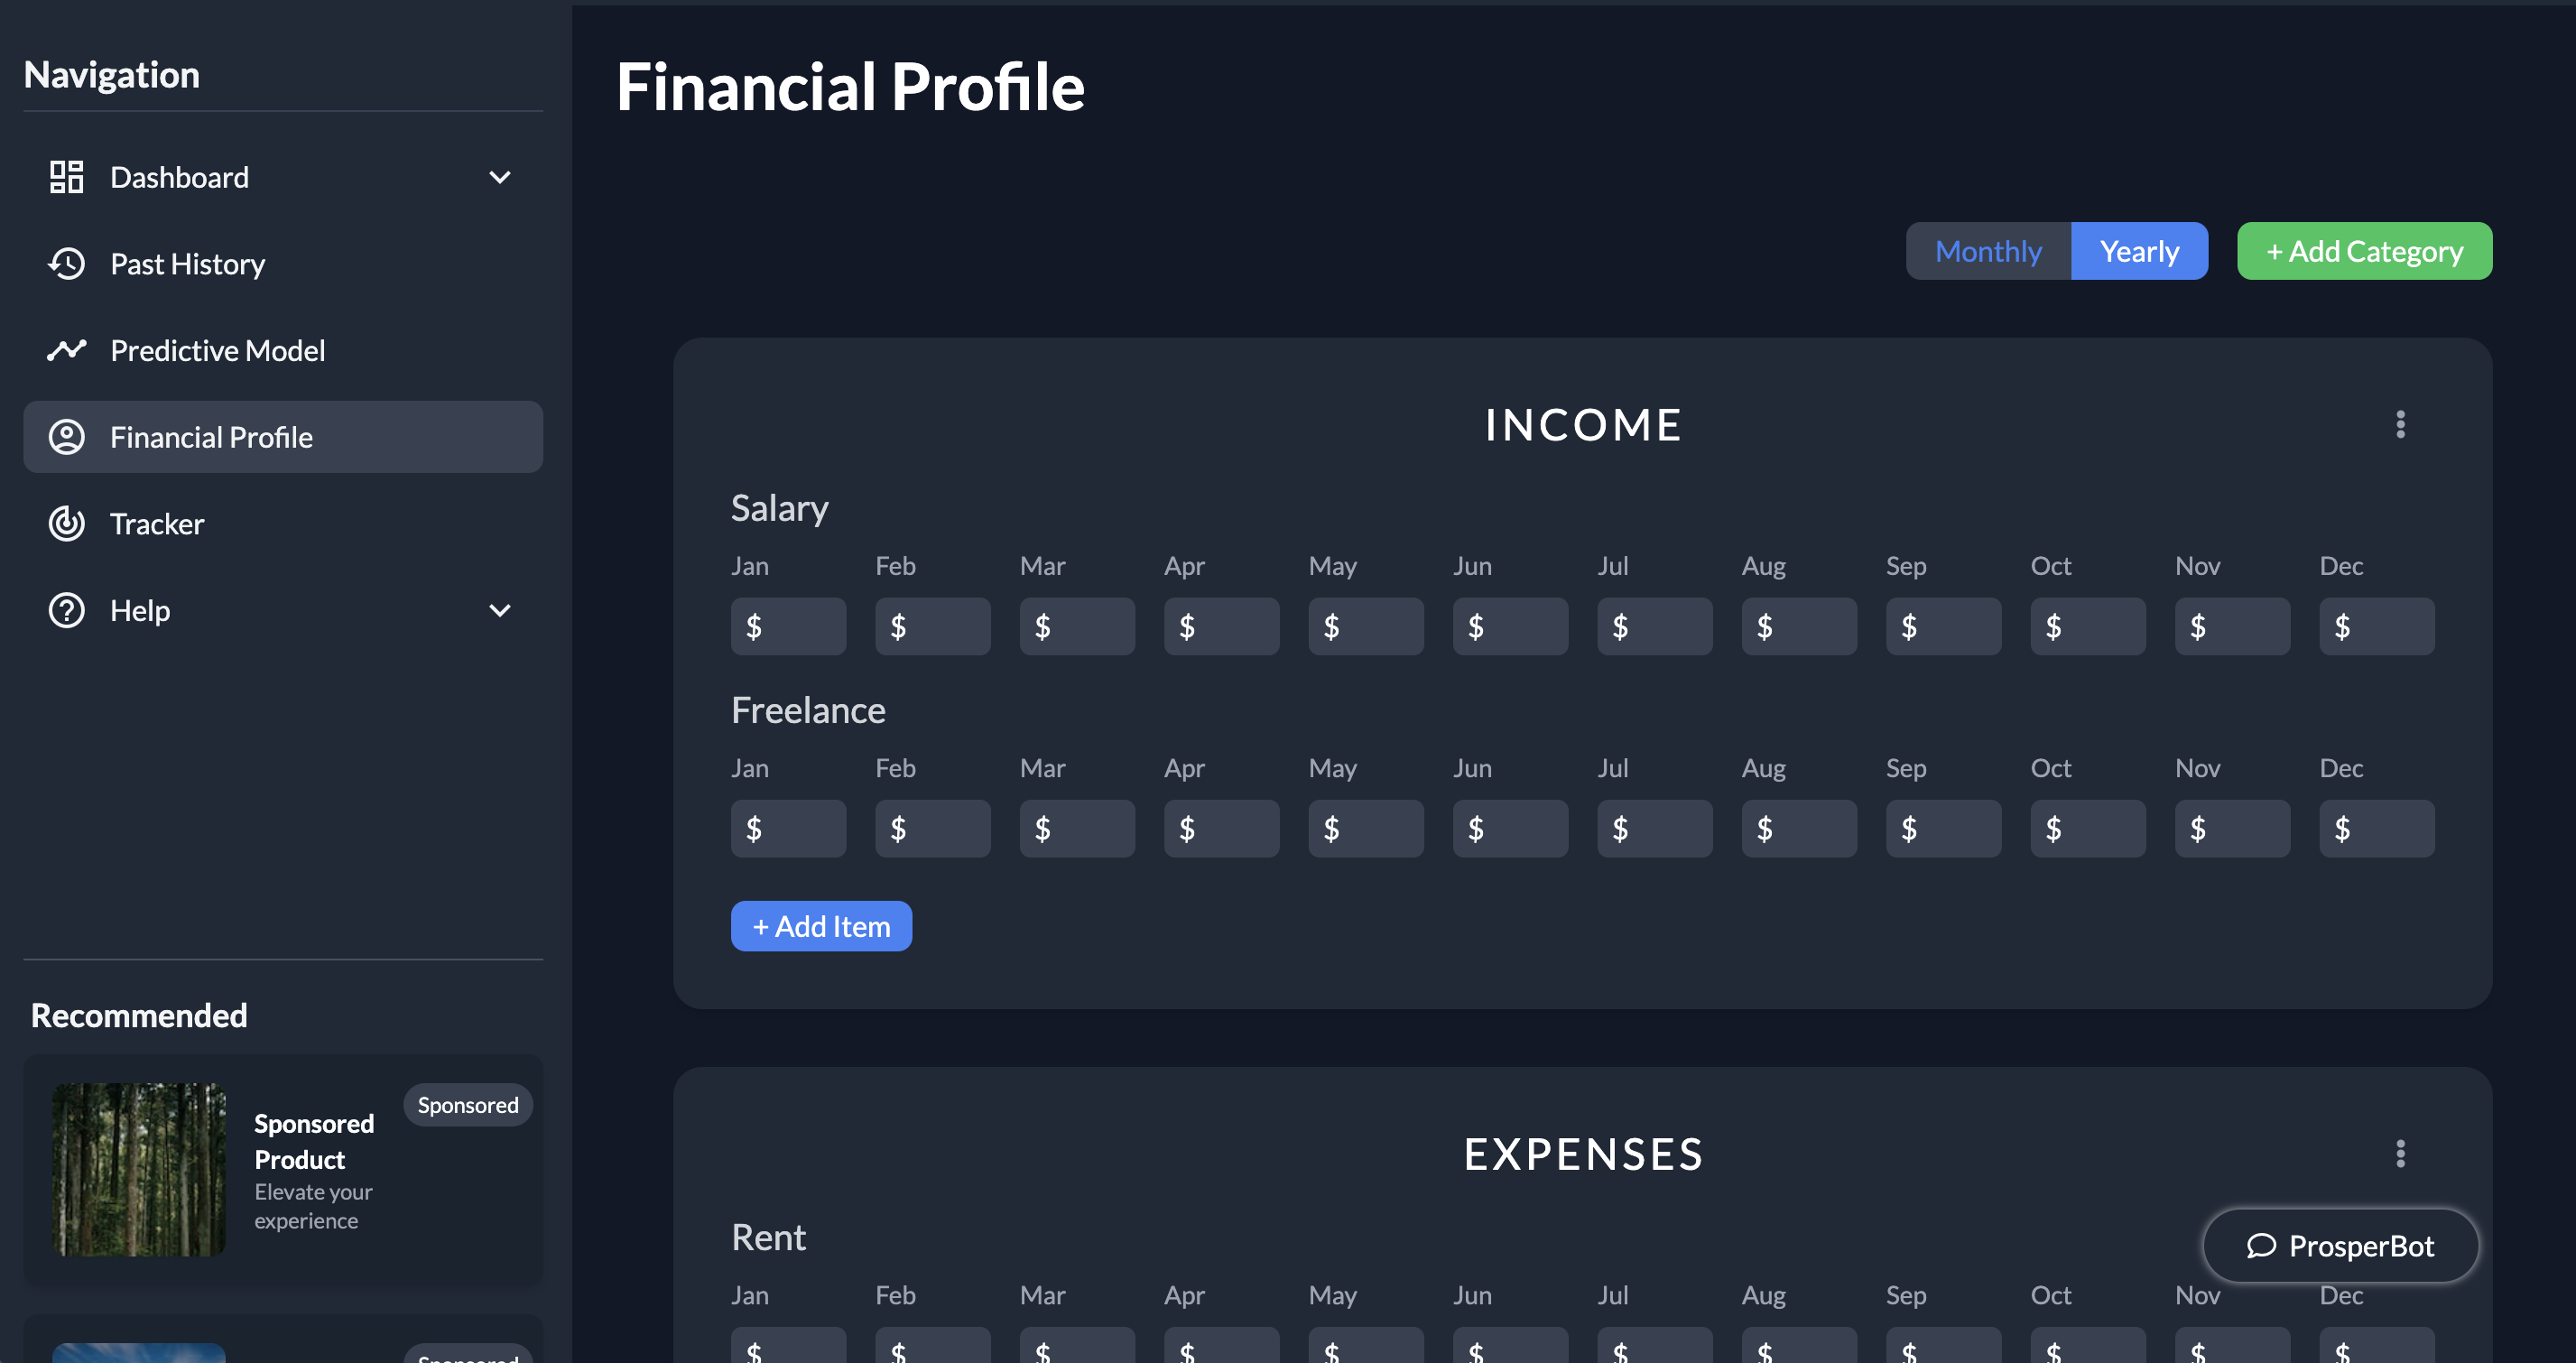 Navigation
Dashboard
Past History
Predictive Model
Financial Profile
Tracker
Help
Recommended
Sponsored
Sponsored
Product
Elevate your
experience
Sponsored
Financial Profile
Monthly Yearly + Add Category
INCOME
Salary
Jan Feb Mar Apr May Jun Jul Aug Sep Oct Nov Dec
$ $ $ $ $ $ $ $ $ $ $ $
Freelance
Jan Feb Mar Apr May Jun Jul Aug Sep Oct Nov Dec
$ $ $ $ $ $ $ $ $ $ $ $
+ Add Item
EXPENSES
Rent
ProsperBot
Jan Feb Mar Apr May Jun Jul Aug Sep Oct Nov Dec
$ $ $ $ $ $ $ $ $ $ $ $